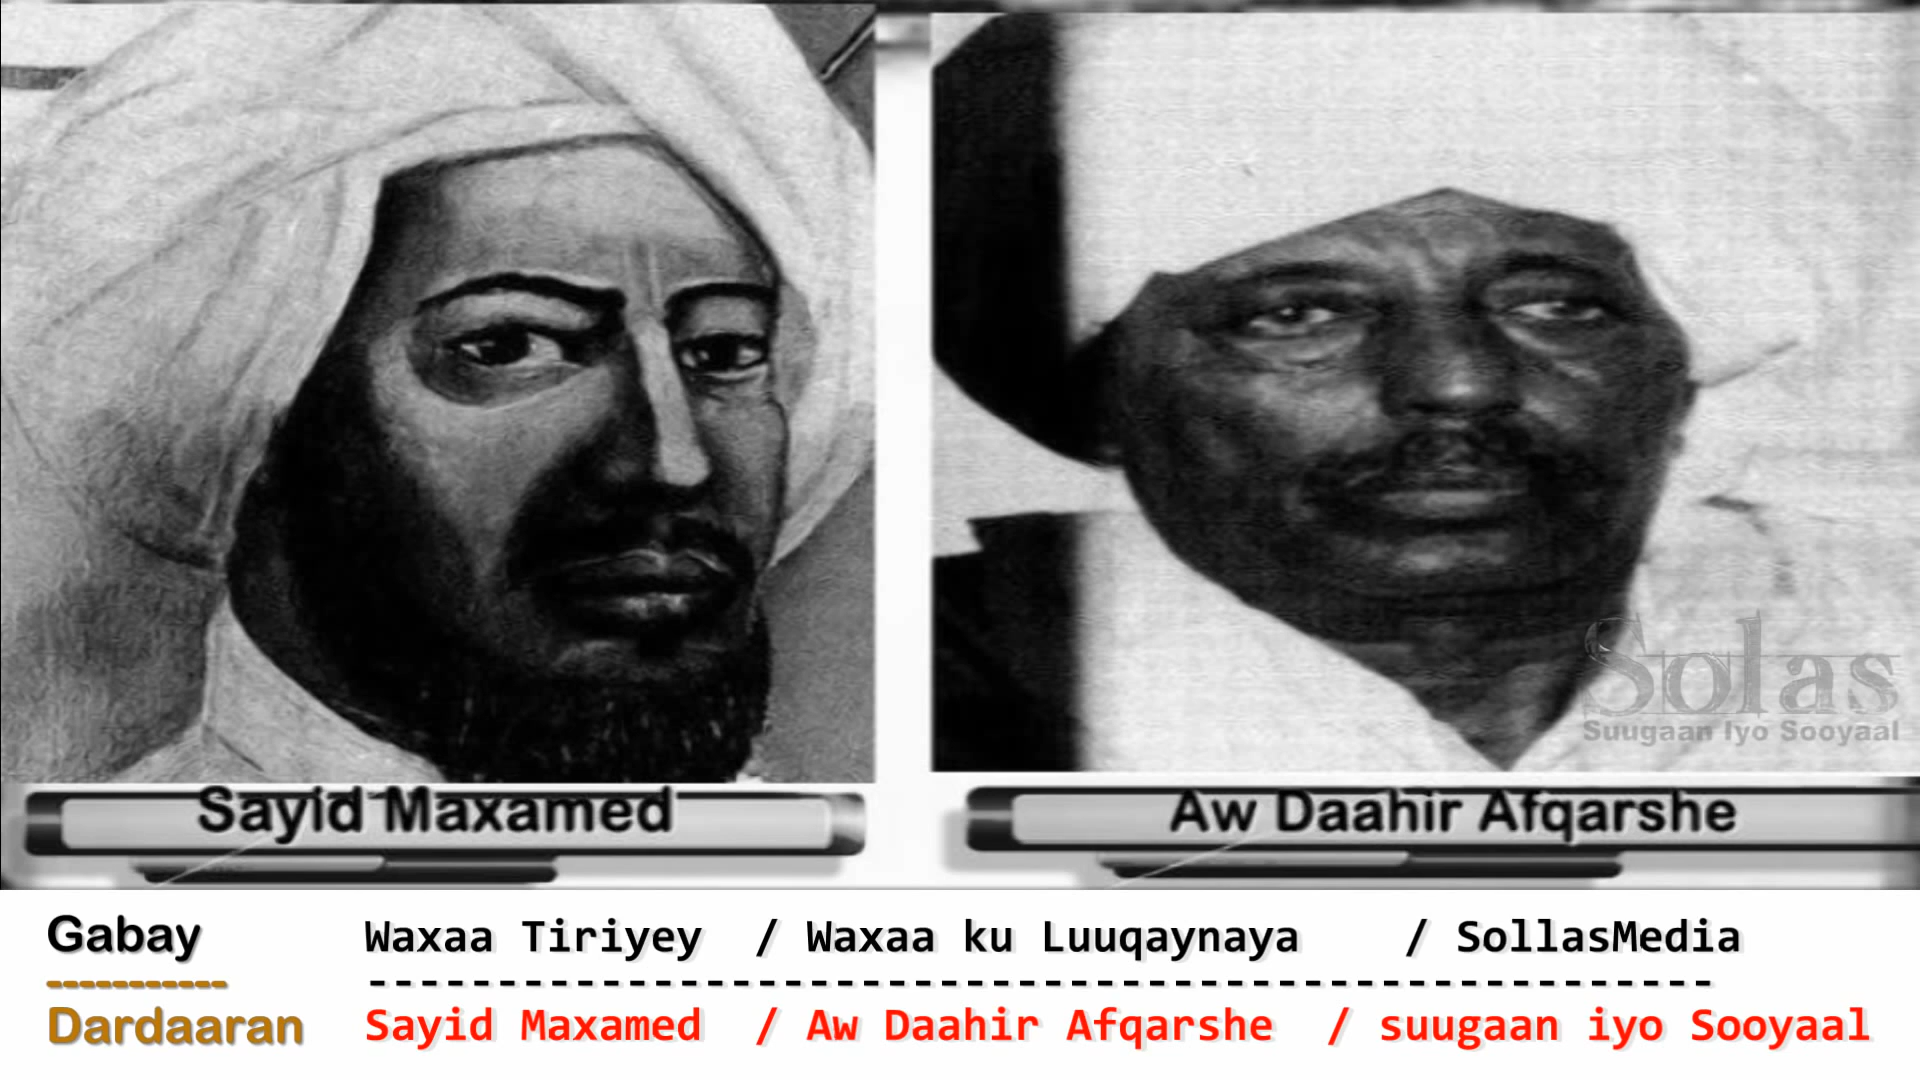 Solas
Suugaan Iyo Sooyaal
Sayid Maxamed
Aw Daahir Afqarshe
Gabay Waxaa Tiriyey / Waxaa ku Luuqaynaya / SollasMedia
----------- ----------------------------------------------------
Dardaaran Sayid Maxamed / Aw Daahir Afqarshe / suugaan iyo Sooyaal